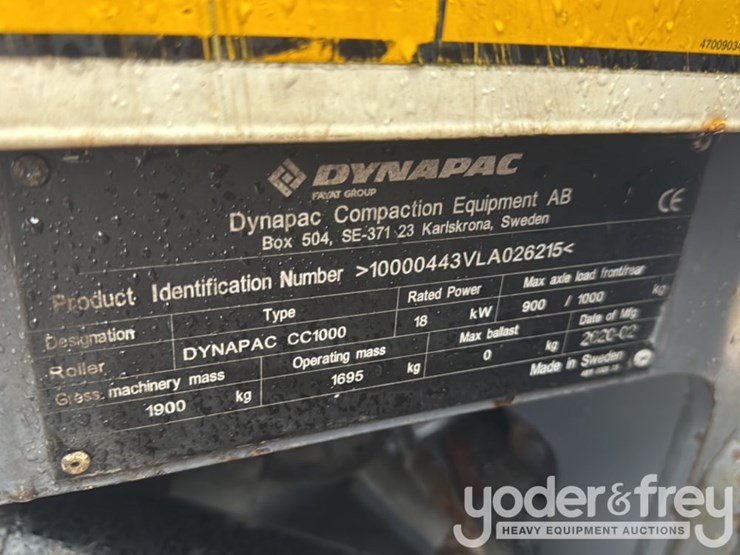 4700903
DYNAPAC
FAYAT GROUP
Dynapac Compaction Equipment AB
Box 504, SE-371 23 Karlskrona, Sweden
CE
Product Identification Number >10000443VLA026215<
Designation Type Rated Power Max axle load front/rear
Roller DYNAPAC CC1000 18 kW 900 / 1000 kg
Gross machinery mass Operating mass Max ballast Date of Mfg
1900 kg 1695 kg 0 kg 2020-02
Made in Sweden
yoder&frey
HEAVY EQUIPMENT AUCTIONS